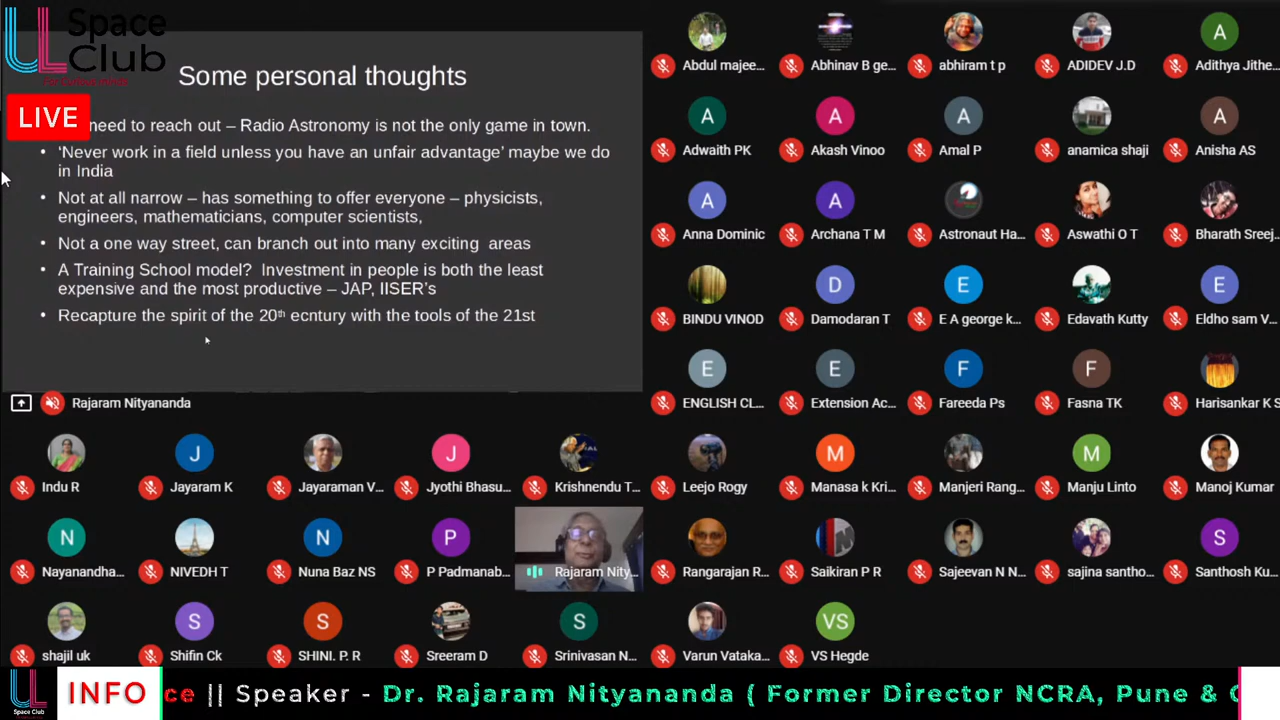 Space
Club
LIVE
Some personal thoughts
need to reach out – Radio Astronomy is not the only game in town.
• ‘Never work in a field unless you have an unfair advantage’ maybe we do
in India
• Not at all narrow – has something to offer everyone – physicists,
engineers, mathematicians, computer scientists,
• Not a one way street, can branch out into many exciting areas
• A Training School model? Investment in people is both the least
expensive and the most productive – JAP, IISER's
• Recapture the spirit of the 20th ecntury with the tools of the 21st
Rajaram Nityananda
A
Abdul majee... Abhinav B ge... abhiram t p ADIDEV J.D Adithya Jithe...
A A A A
Adwaith PK Akash Vinoo Amal P anamica shaji Anisha AS
A A
Anna Dominic Archana T M Astronaut Ha... Aswathi O T Bharath Sreej...
D E E
BINDU VINOD Damodaran T E A george k... Edavath Kutty Eldho sam V...
E E F F
ENGLISH CL... Extension Ac... Fareeda Ps Fasna TK Harisankar K S
J J M M
Indu R Jayaram K Jayaraman V... Jyothi Bhasu... Krishnendu T... Leejo Rogy Manasa k Kri... Manjeri Rang... Manju Linto Manoj Kumar
N N P S
Nayanandha... NIVEDH T Nuna Baz NS P Padmanab... Rajaram Nity... Rangarajan R... Saikiran P R Sajeevan N N... sajina santho... Santhosh Ku...
S S S VS
shajil uk Shifin Ck SHINI. P. R Sreeram D Srinivasan N... Varun Vataka... VS Hegde
Space Club
INFO
ce || Speaker - Dr. Rajaram Nityananda ( Former Director NCRA, Pune &